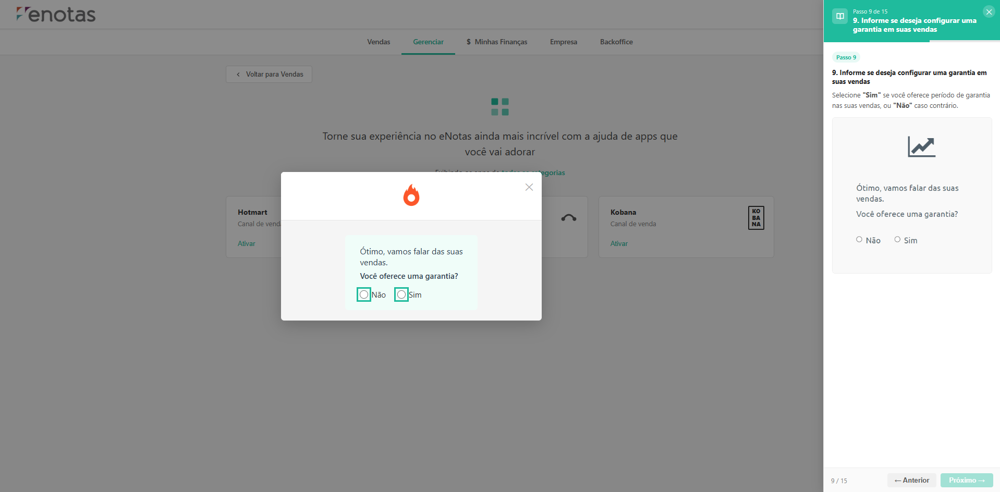 enotas
Vendas
Gerenciar
$ Minhas Finanças
Empresa
Backoffice
Voltar para Vendas
Torne sua experiência no eNotas ainda mais incrível com a ajuda de apps que
você vai adorar
Hotmart
Canal de venda
Ativar
Kobana
Canal de venda
Ativar
KO
BA
NA
Ótimo, vamos falar das suas
vendas.
Você oferece uma garantia?
Não
Sim
Passo 9 de 15
9. Informe se deseja configurar uma
garantia em suas vendas
Passo 9
9. Informe se deseja configurar uma garantia em
suas vendas
Selecione "Sim" se você oferece período de garantia
nas suas vendas, ou "Não" caso contrário.
Ótimo, vamos falar das suas
vendas.
Você oferece uma garantia?
Não
Sim
9 / 15
← Anterior
Próximo →